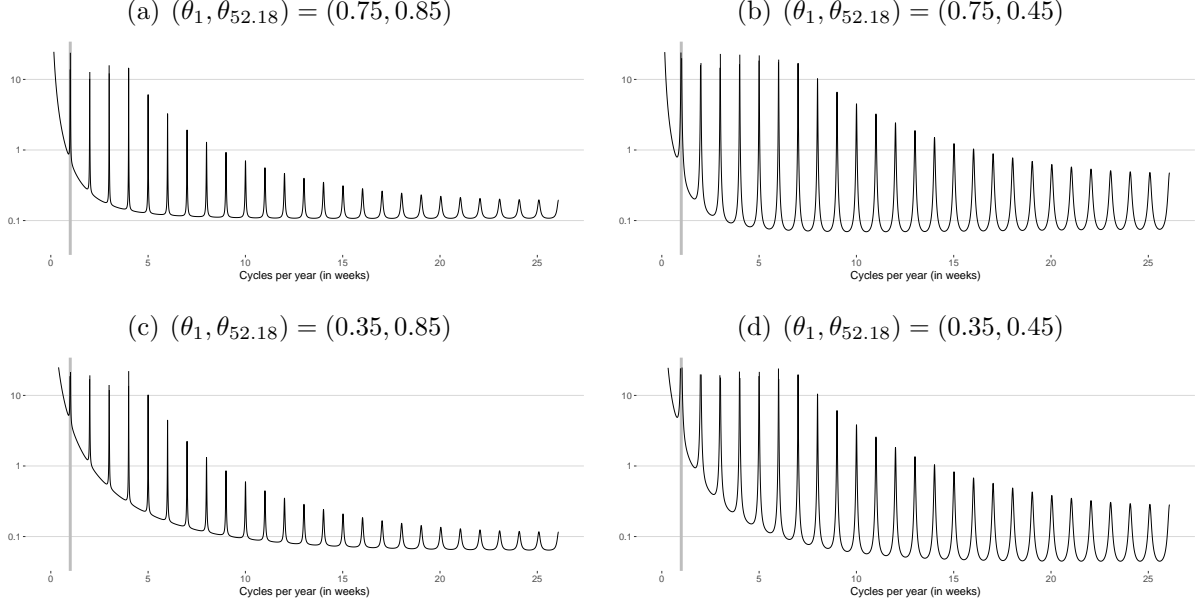 (a) (θ₁, θ₅₂.₁₈) = (0.75, 0.85)
10
1
0.1
0 5 10 15 20 25
Cycles per year (in weeks)
(b) (θ₁, θ₅₂.₁₈) = (0.75, 0.45)
10
1
0.1
0 5 10 15 20 25
Cycles per year (in weeks)
(c) (θ₁, θ₅₂.₁₈) = (0.35, 0.85)
10
1
0.1
0 5 10 15 20 25
Cycles per year (in weeks)
(d) (θ₁, θ₅₂.₁₈) = (0.35, 0.45)
10
1
0.1
0 5 10 15 20 25
Cycles per year (in weeks)